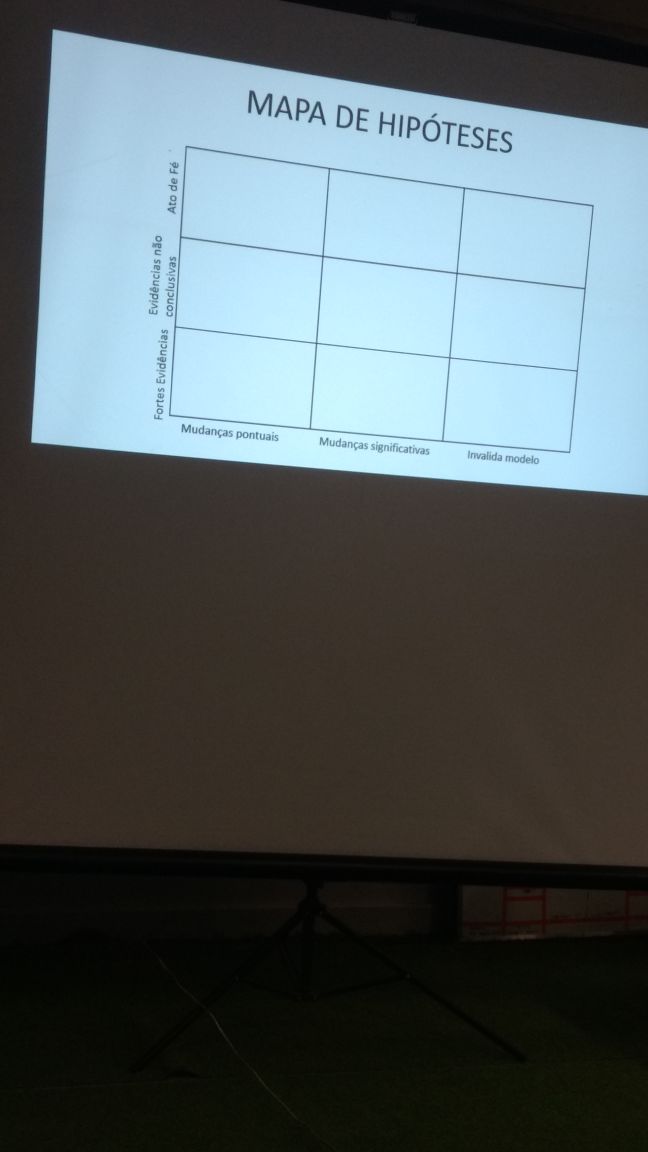 MAPA DE HIPÓTESES
Ato de Fé
Evidências não
conclusivas
Fortes Evidências
Mudanças pontuais
Mudanças significativas
Invalida modelo